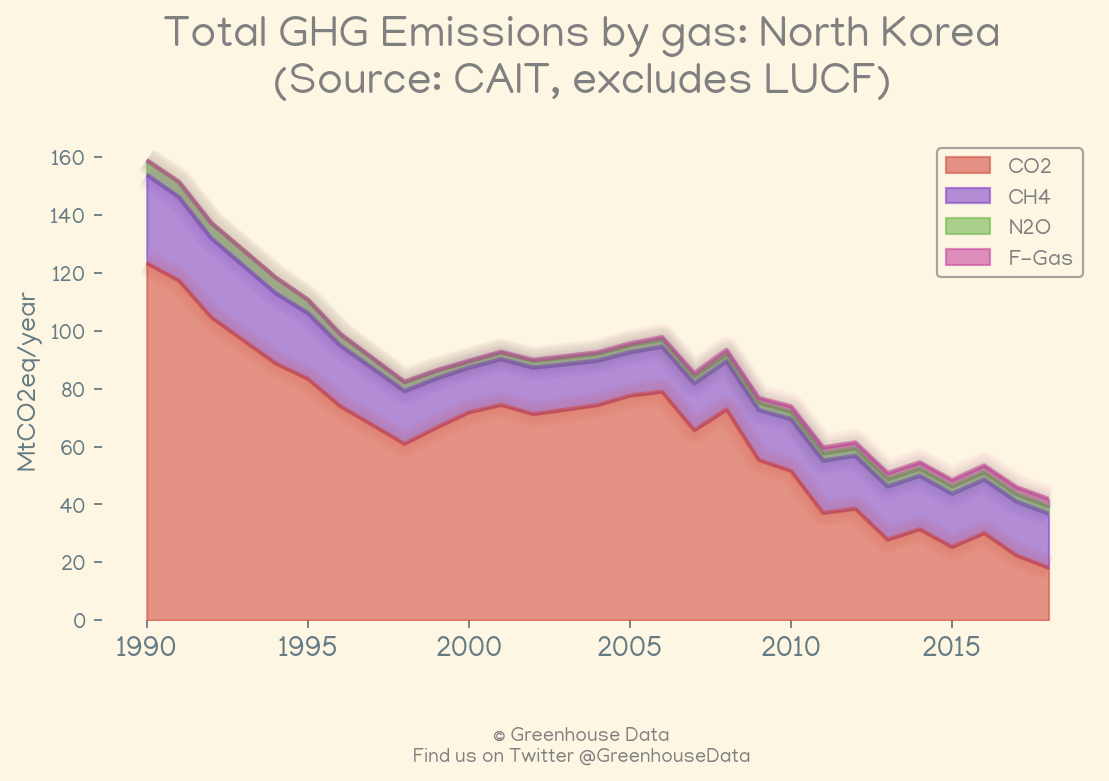 Total GHG Emissions by gas: North Korea
(Source: CAIT, excludes LUCF)
160
140
120
100
80
60
40
20
0
MtCO2eq/year
CO2
CH4
N2O
F-Gas
1990 1995 2000 2005 2010 2015
© Greenhouse Data
Find us on Twitter @GreenhouseData